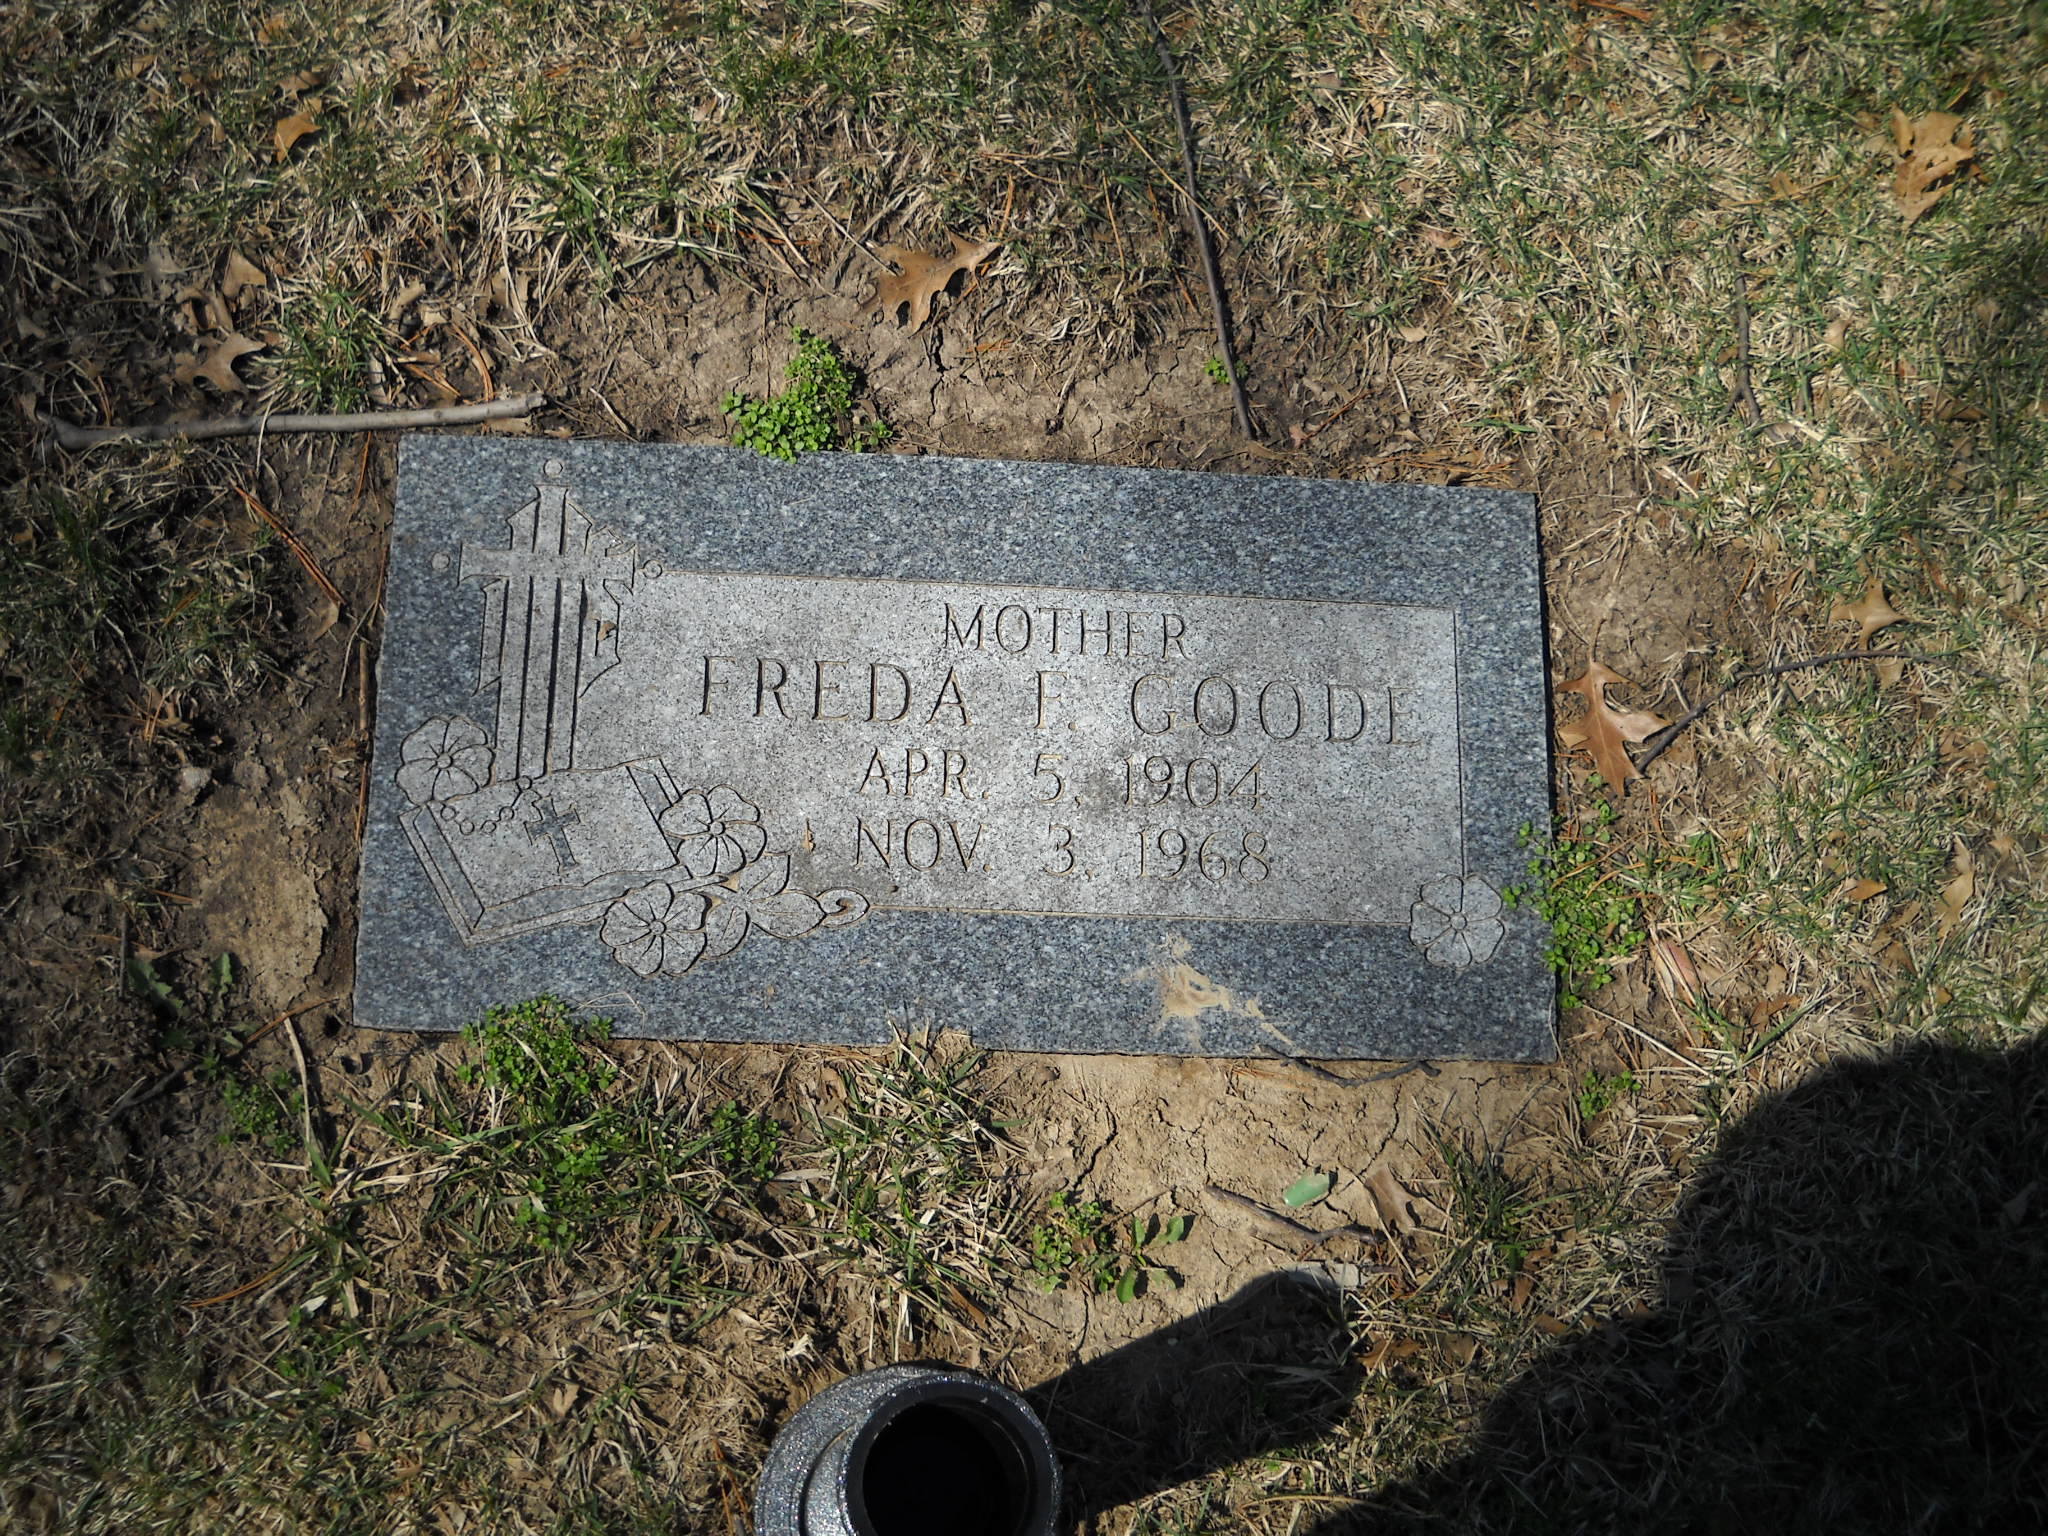 MOTHER
FREDA F. GOODE
APR. 5, 1904
NOV. 3, 1968